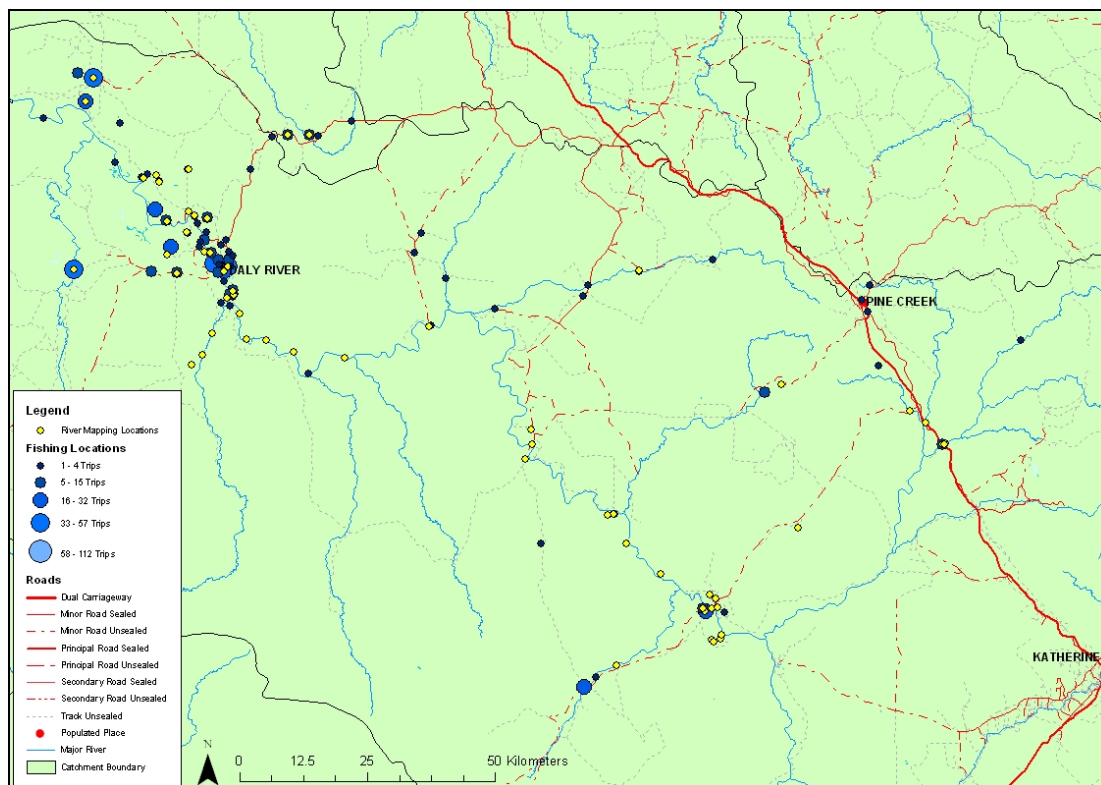 DALY RIVER
PINE CREEK
KATHERINE
Legend
River Mapping Locations
Fishing Locations
1 - 4 Trips
5 - 15 Trips
16 - 32 Trips
33 - 57 Trips
58 - 112 Trips
Roads
Dual Carriageway
Minor Road Sealed
Minor Road Unsealed
Principal Road Sealed
Principal Road Unsealed
Secondary Road Sealed
Secondary Road Unsealed
Track Unsealed
Populated Place
Major River
Catchment Boundary
N
0 12.5 25 50 Kilometers